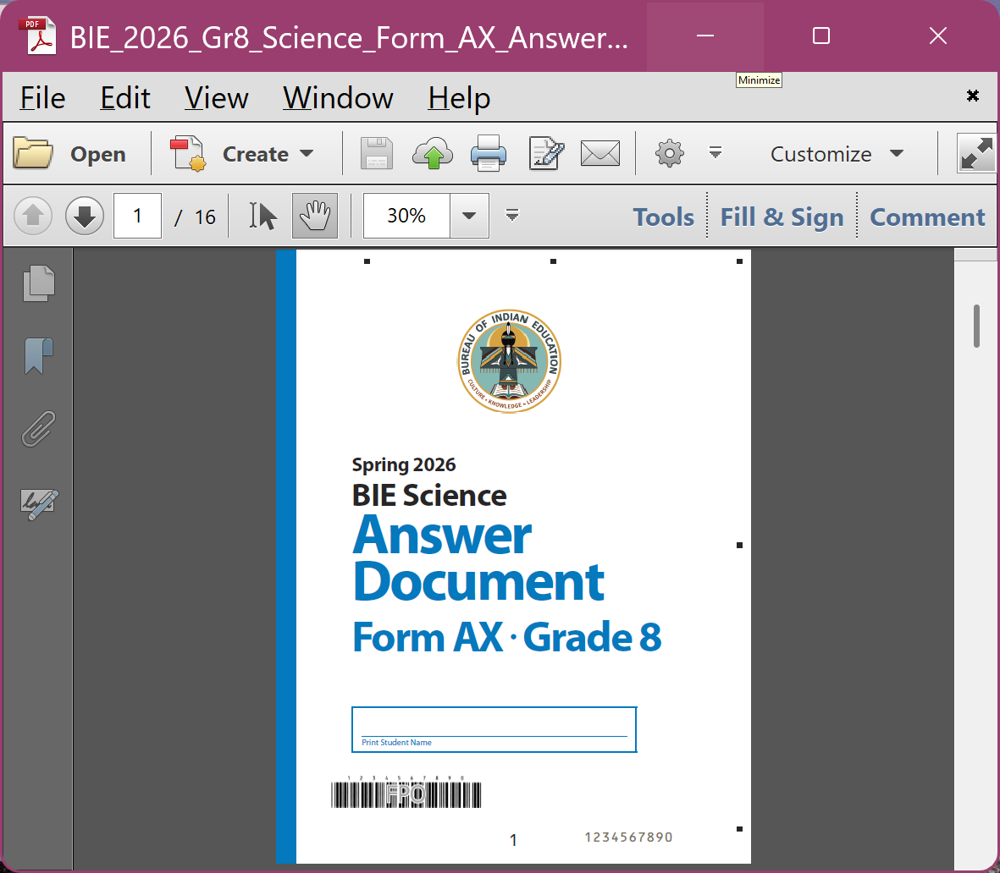 BIE_2026_Gr8_Science_Form_AX_Answer...
Minimize
File Edit View Window Help
Open Create Customize
1 / 16 30% Tools Fill & Sign Comment
BUREAU OF INDIAN EDUCATION
CULTURE • KNOWLEDGE • LEADERSHIP
Spring 2026
BIE Science
Answer
Document
Form AX · Grade 8
Print Student Name
1 2 3 4 5 6 7 8 9 0
FPO
1 1234567890